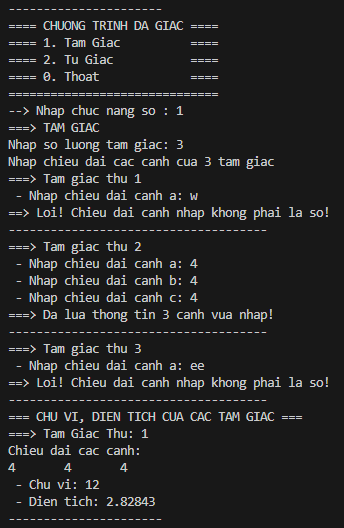 ----------------------
==== CHUONG TRINH DA GIAC ====
==== 1. Tam Giac          ====
==== 2. Tu Giac           ====
==== 0. Thoat             ====
==============================
--> Nhap chuc nang so : 1
===> TAM GIAC
Nhap so luong tam giac: 3
Nhap chieu dai cac canh cua 3 tam giac
===> Tam giac thu 1
 - Nhap chieu dai canh a: w
==> Loi! Chieu dai canh nhap khong phai la so!
-------------------------------------
===> Tam giac thu 2
 - Nhap chieu dai canh a: 4
 - Nhap chieu dai canh b: 4
 - Nhap chieu dai canh c: 4
===> Da lua thong tin 3 canh vua nhap!
-------------------------------------
===> Tam giac thu 3
 - Nhap chieu dai canh a: ee
==> Loi! Chieu dai canh nhap khong phai la so!
-------------------------------------
=== CHU VI, DIEN TICH CUA CAC TAM GIAC ===
===> Tam Giac Thu: 1
Chieu dai cac canh:
4       4       4
 - Chu vi: 12
 - Dien tich: 2.82843
----------------------